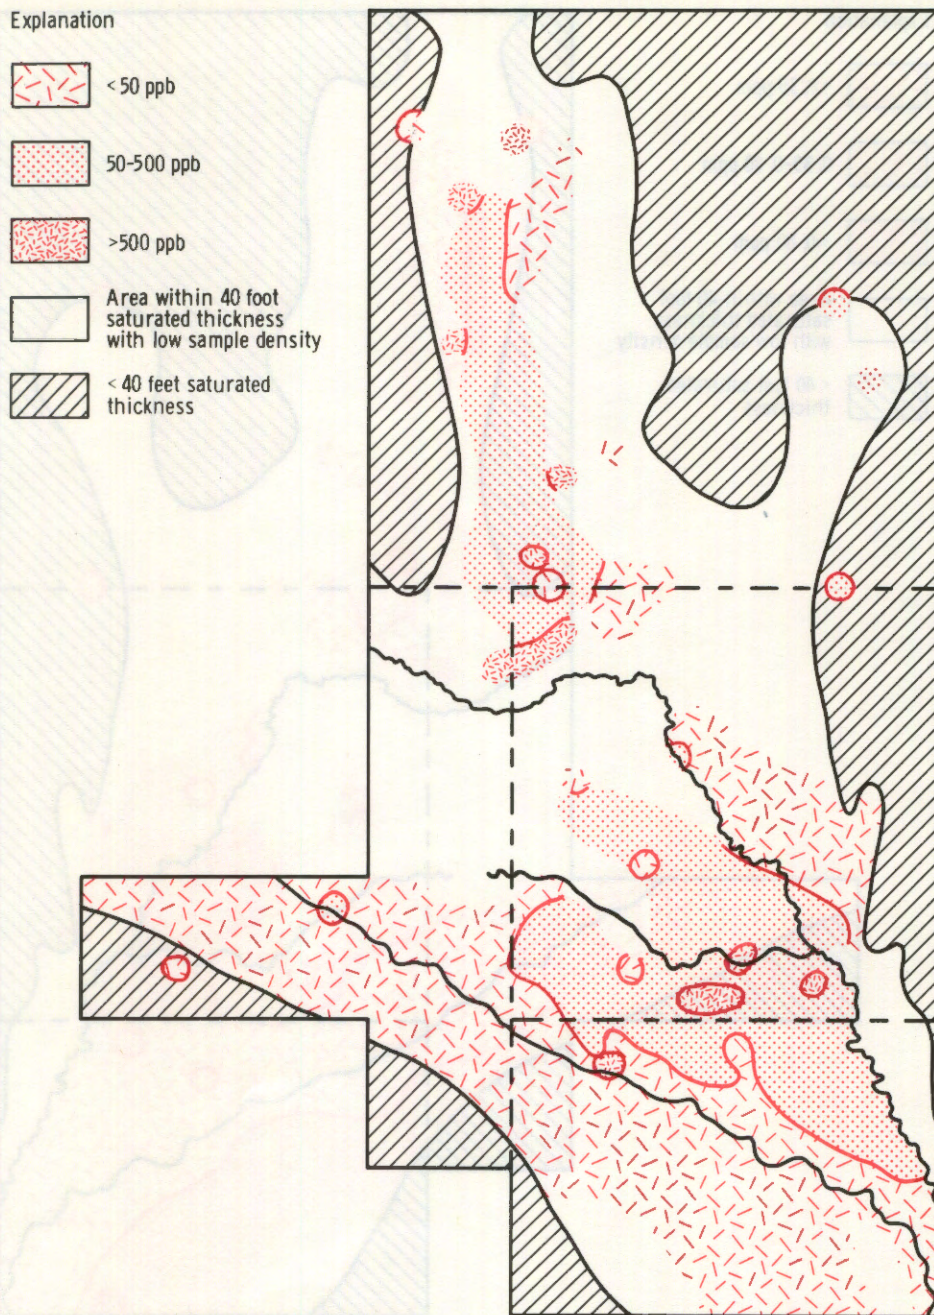 Explanation
< 50 ppb
50-500 ppb
>500 ppb
Area within 40 foot
saturated thickness
with low sample density
< 40 feet saturated
thickness